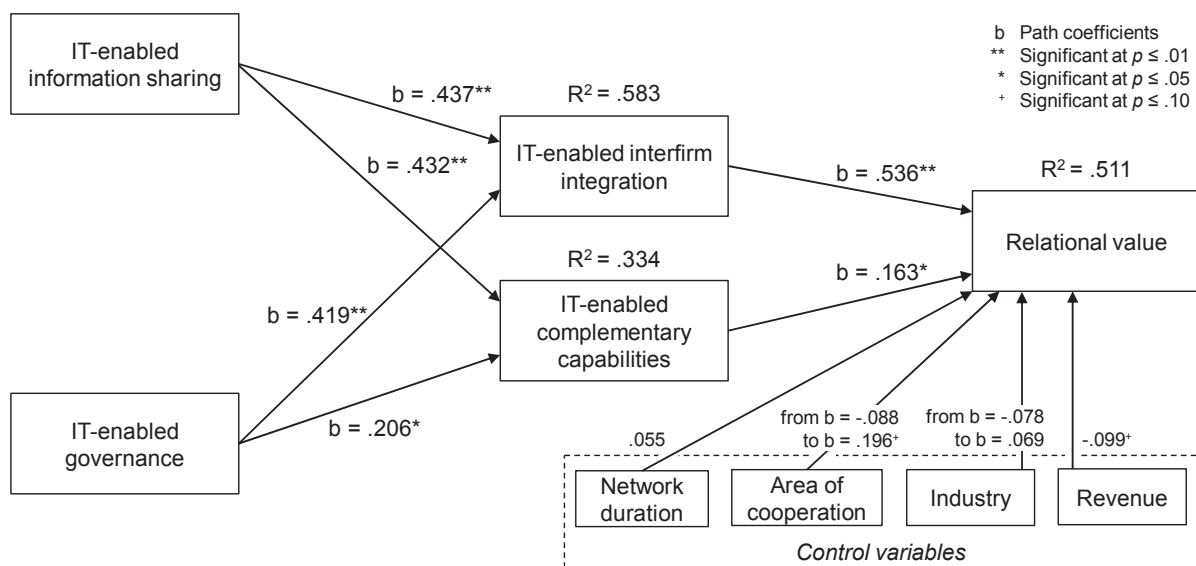 IT-enabled
information sharing
b Path coefficients
** Significant at p ≤ .01
* Significant at p ≤ .05
+ Significant at p ≤ .10
b = .437**
R² = .583
IT-enabled interfirm
integration
b = .432**
b = .536**
R² = .511
Relational value
R² = .334
IT-enabled
complementary
capabilities
b = .163*
b = .419**
IT-enabled
governance
b = .206*
.055
from b = -.088
to b = .196+
from b = -.078
to b = .069
-.099+
Network
duration
Area of
cooperation
Industry
Revenue
Control variables